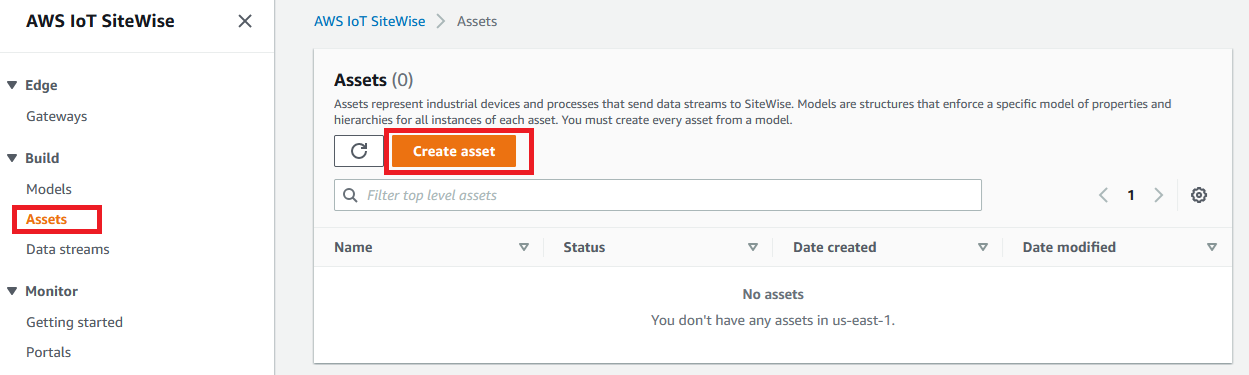 AWS IoT SiteWise
Edge
Gateways
Build
Models
Assets
Data streams
Monitor
Getting started
Portals
AWS IoT SiteWise > Assets
Assets (0)
Assets represent industrial devices and processes that send data streams to SiteWise. Models are structures that enforce a specific model of properties and
hierarchies for all instances of each asset. You must create every asset from a model.
Create asset
Filter top level assets
1
Name Status Date created Date modified
No assets
You don't have any assets in us-east-1.